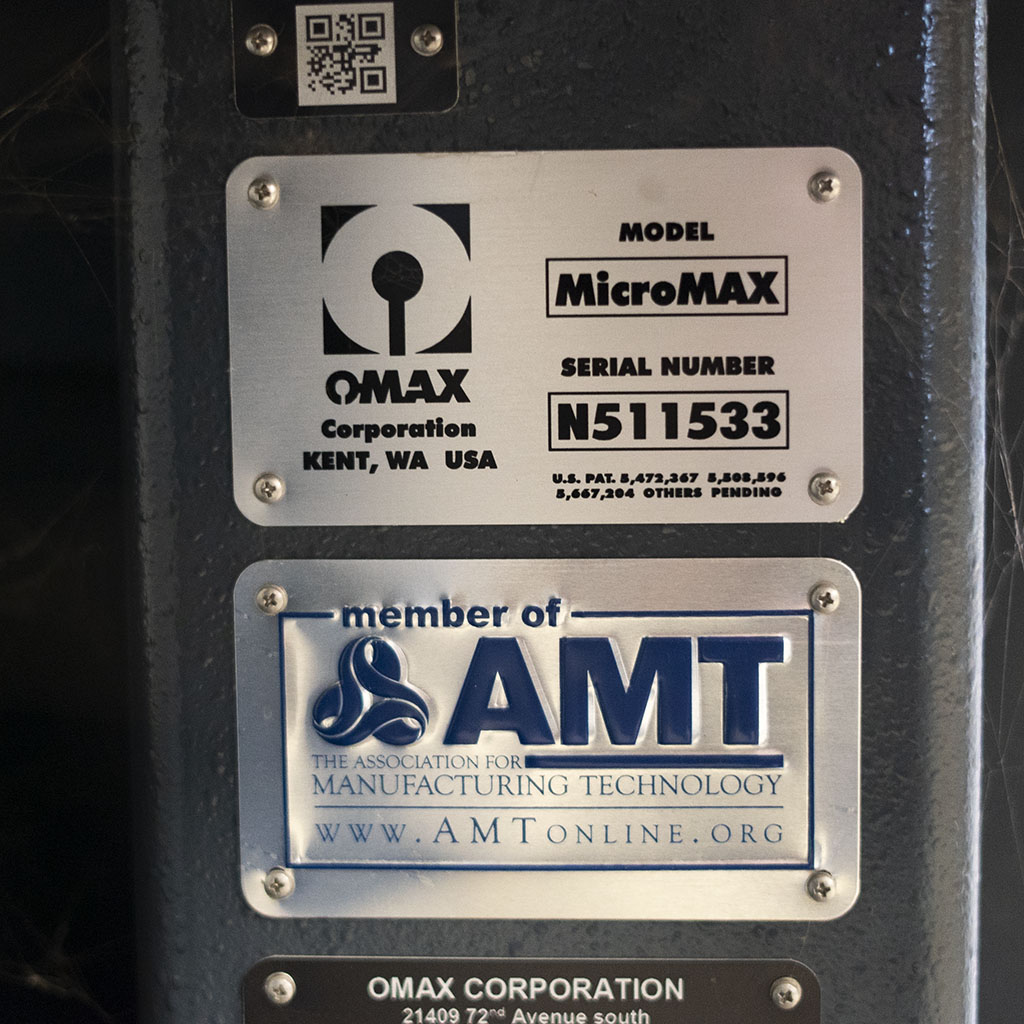 OMAX
Corporation
KENT, WA USA
MODEL
MicroMAX
SERIAL NUMBER
N511533
U.S. PAT. 5,472,367 5,508,596
5,667,204 OTHERS PENDING
member of
AMT
THE ASSOCIATION FOR
MANUFACTURING TECHNOLOGY
WWW.AMTONLINE.ORG
OMAX CORPORATION
21409 72nd Avenue south